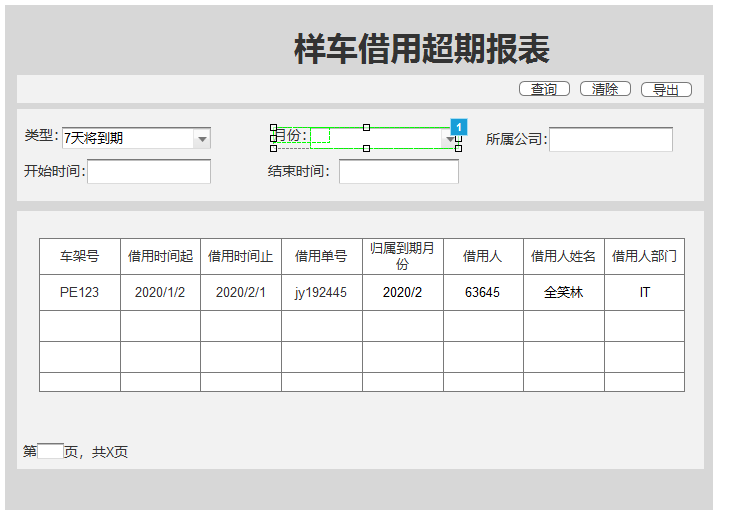 样车借用超期报表
查询 清除 导出
类型: 7天将到期 月份: 1 所属公司:
开始时间: 结束时间:
车架号 借用时间起 借用时间止 借用单号 归属到期月份 借用人 借用人姓名 借用人部门
PE123 2020/1/2 2020/2/1 jy192445 2020/2 63645 全笑林 IT
第 页，共X页